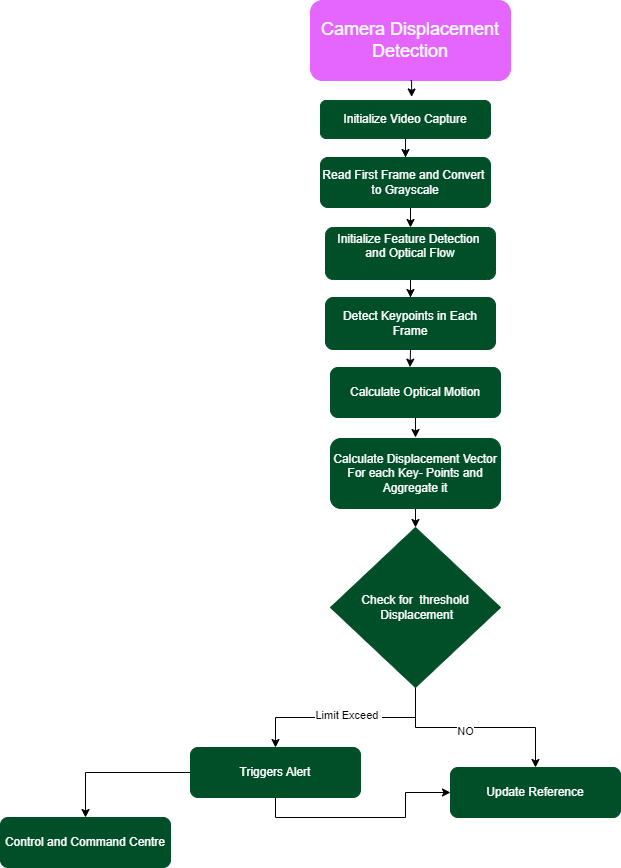 Camera Displacement
Detection
Initialize Video Capture
Read First Frame and Convert
to Grayscale
Initialize Feature Detection
and Optical Flow
Detect Keypoints in Each
Frame
Calculate Optical Motion
Calculate Displacement Vector
For each Key- Points and
Aggregate it
Check for threshold
Displacement
Limit Exceed
NO
Triggers Alert
Update Reference
Control and Command Centre